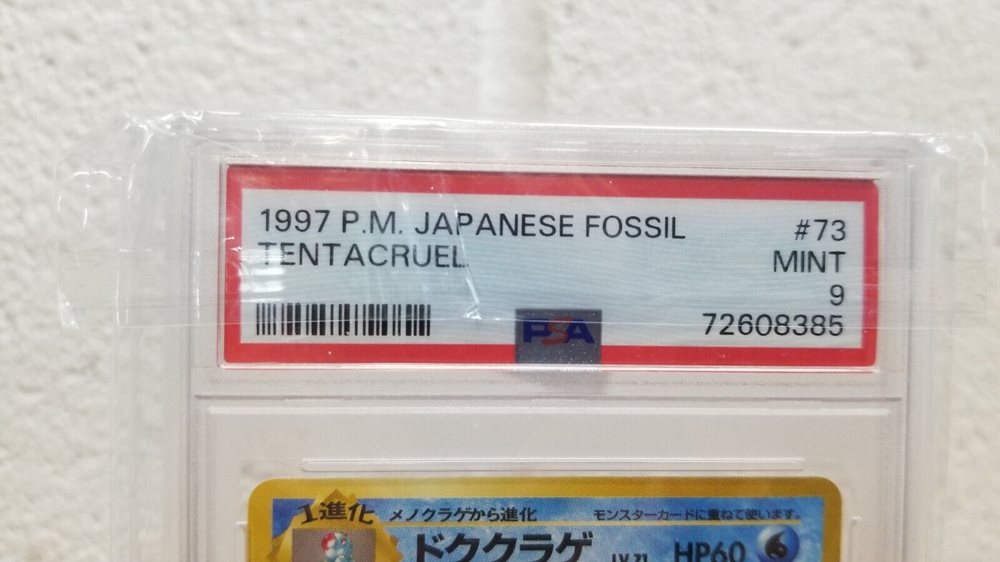 1997 P.M. JAPANESE FOSSIL #73
TENTACRUEL MINT
9
PSA 72608385
1進化 メノクラゲから進化 モンスターカードに重ねて使います。
ドククラゲ LV.21 HP60